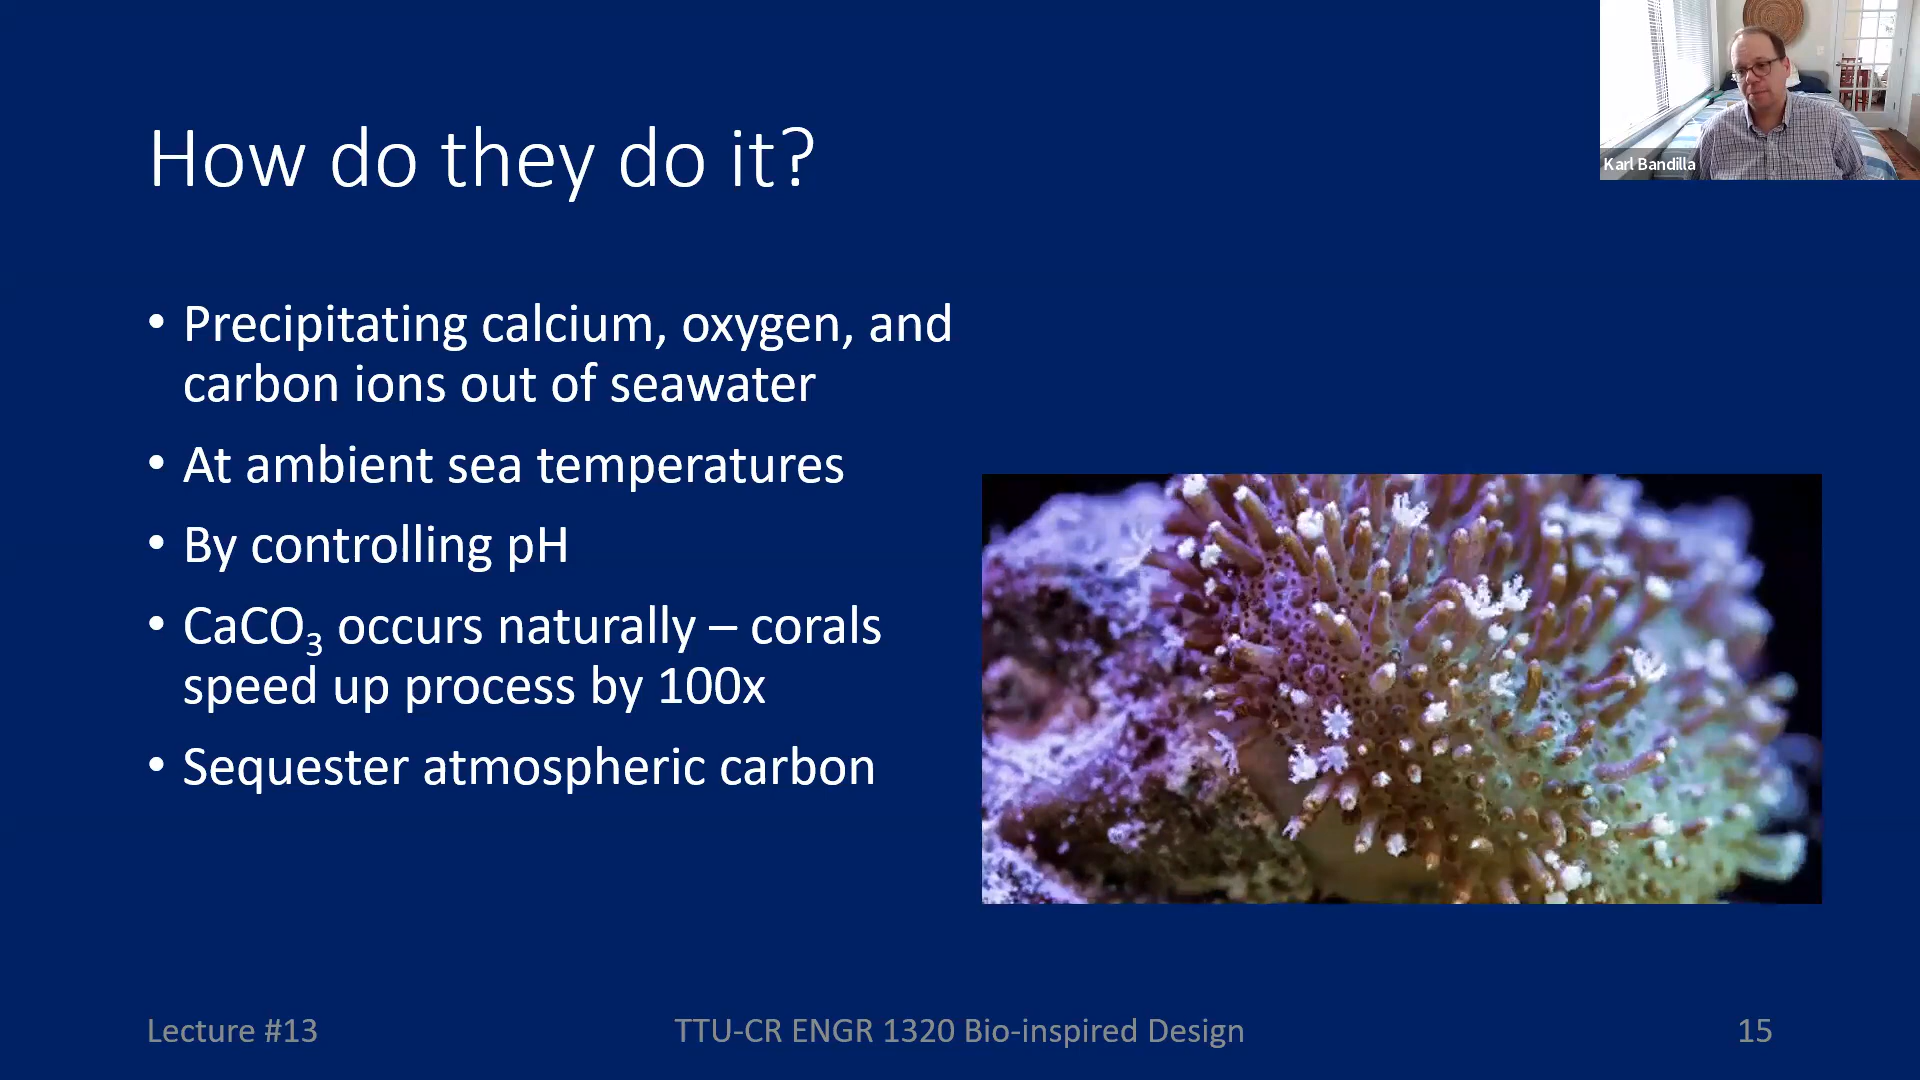 Karl Bandilla
How do they do it?
• Precipitating calcium, oxygen, and
carbon ions out of seawater
• At ambient sea temperatures
• By controlling pH
• CaCO₃ occurs naturally – corals
speed up process by 100x
• Sequester atmospheric carbon
Lecture #13
TTU-CR ENGR 1320 Bio-inspired Design
15